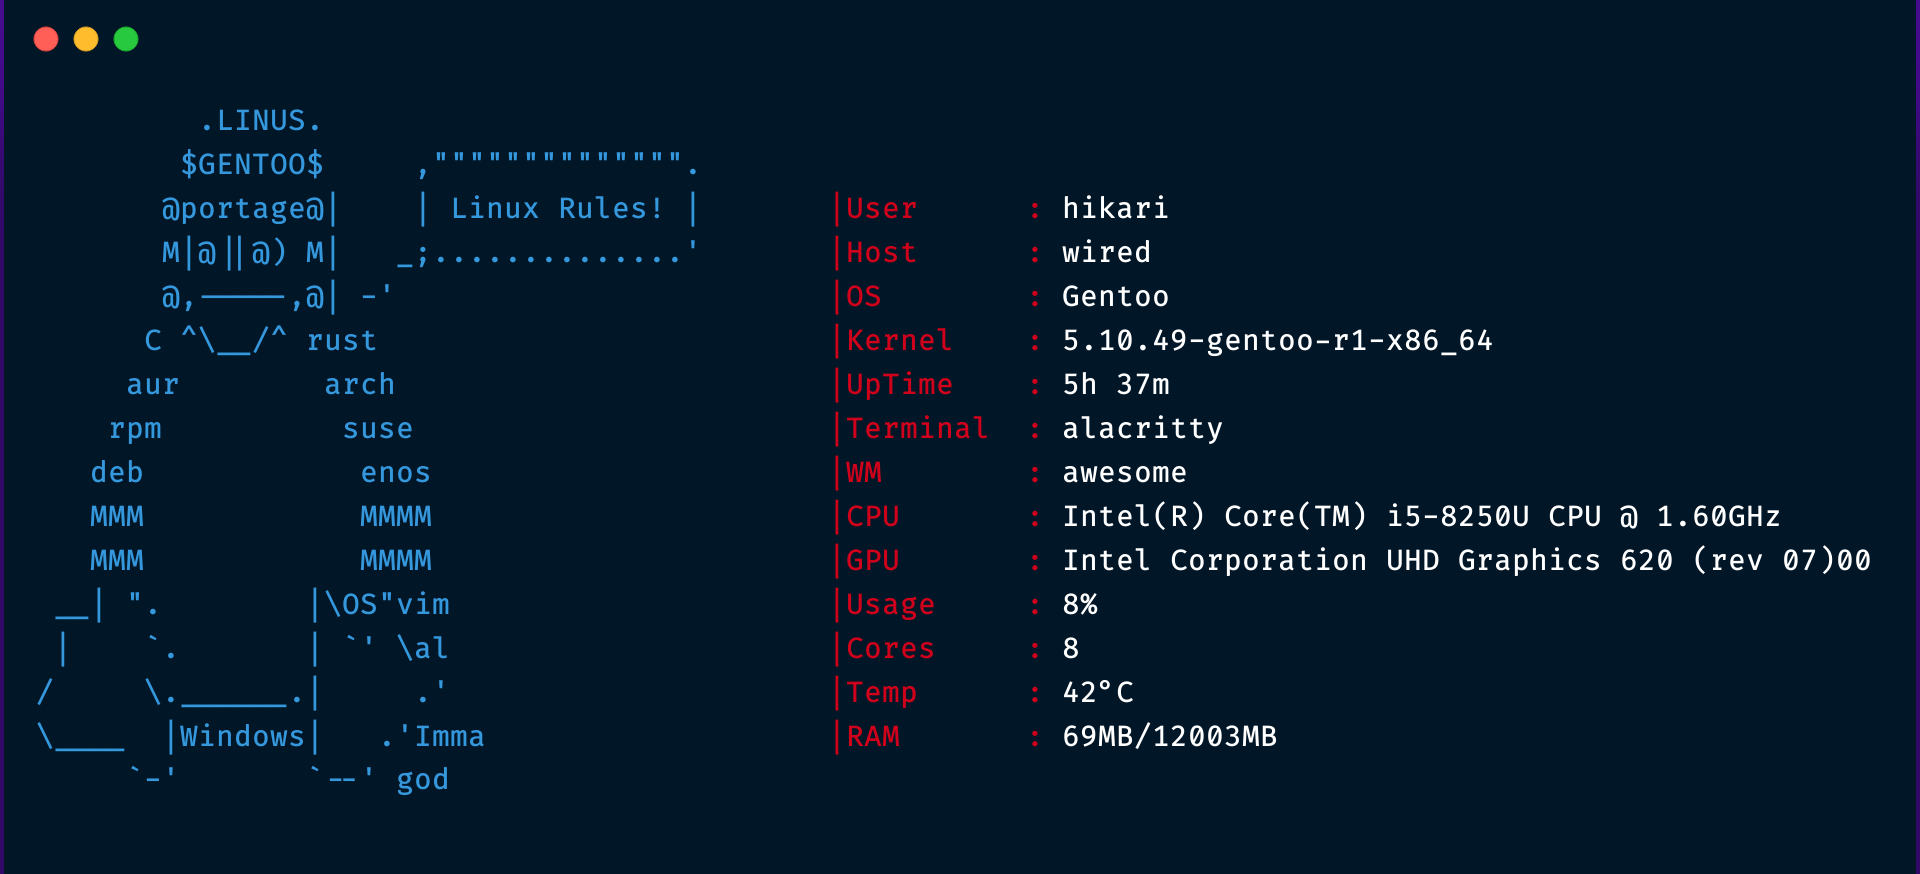 .LINUS.
$GENTOO$      ,"""""""""""""".
@portage@|     | Linux Rules! |
M|@||@) M|   _;..............'
@,-----,@| -'
C ^\__/^ rust
aur        arch
rpm          suse
deb            enos
MMM            MMMM
MMM            MMMM
__| ".        |\OS"vim
|    `.       | `' \al
/     \.______.|     .'
\____  |Windows|   .'Imma
`-'       `--' god
|User : hikari
|Host : wired
|OS : Gentoo
|Kernel : 5.10.49-gentoo-r1-x86_64
|UpTime : 5h 37m
|Terminal : alacritty
|WM : awesome
|CPU : Intel(R) Core(TM) i5-8250U CPU @ 1.60GHz
|GPU : Intel Corporation UHD Graphics 620 (rev 07)00
|Usage : 8%
|Cores : 8
|Temp : 42°C
|RAM : 69MB/12003MB